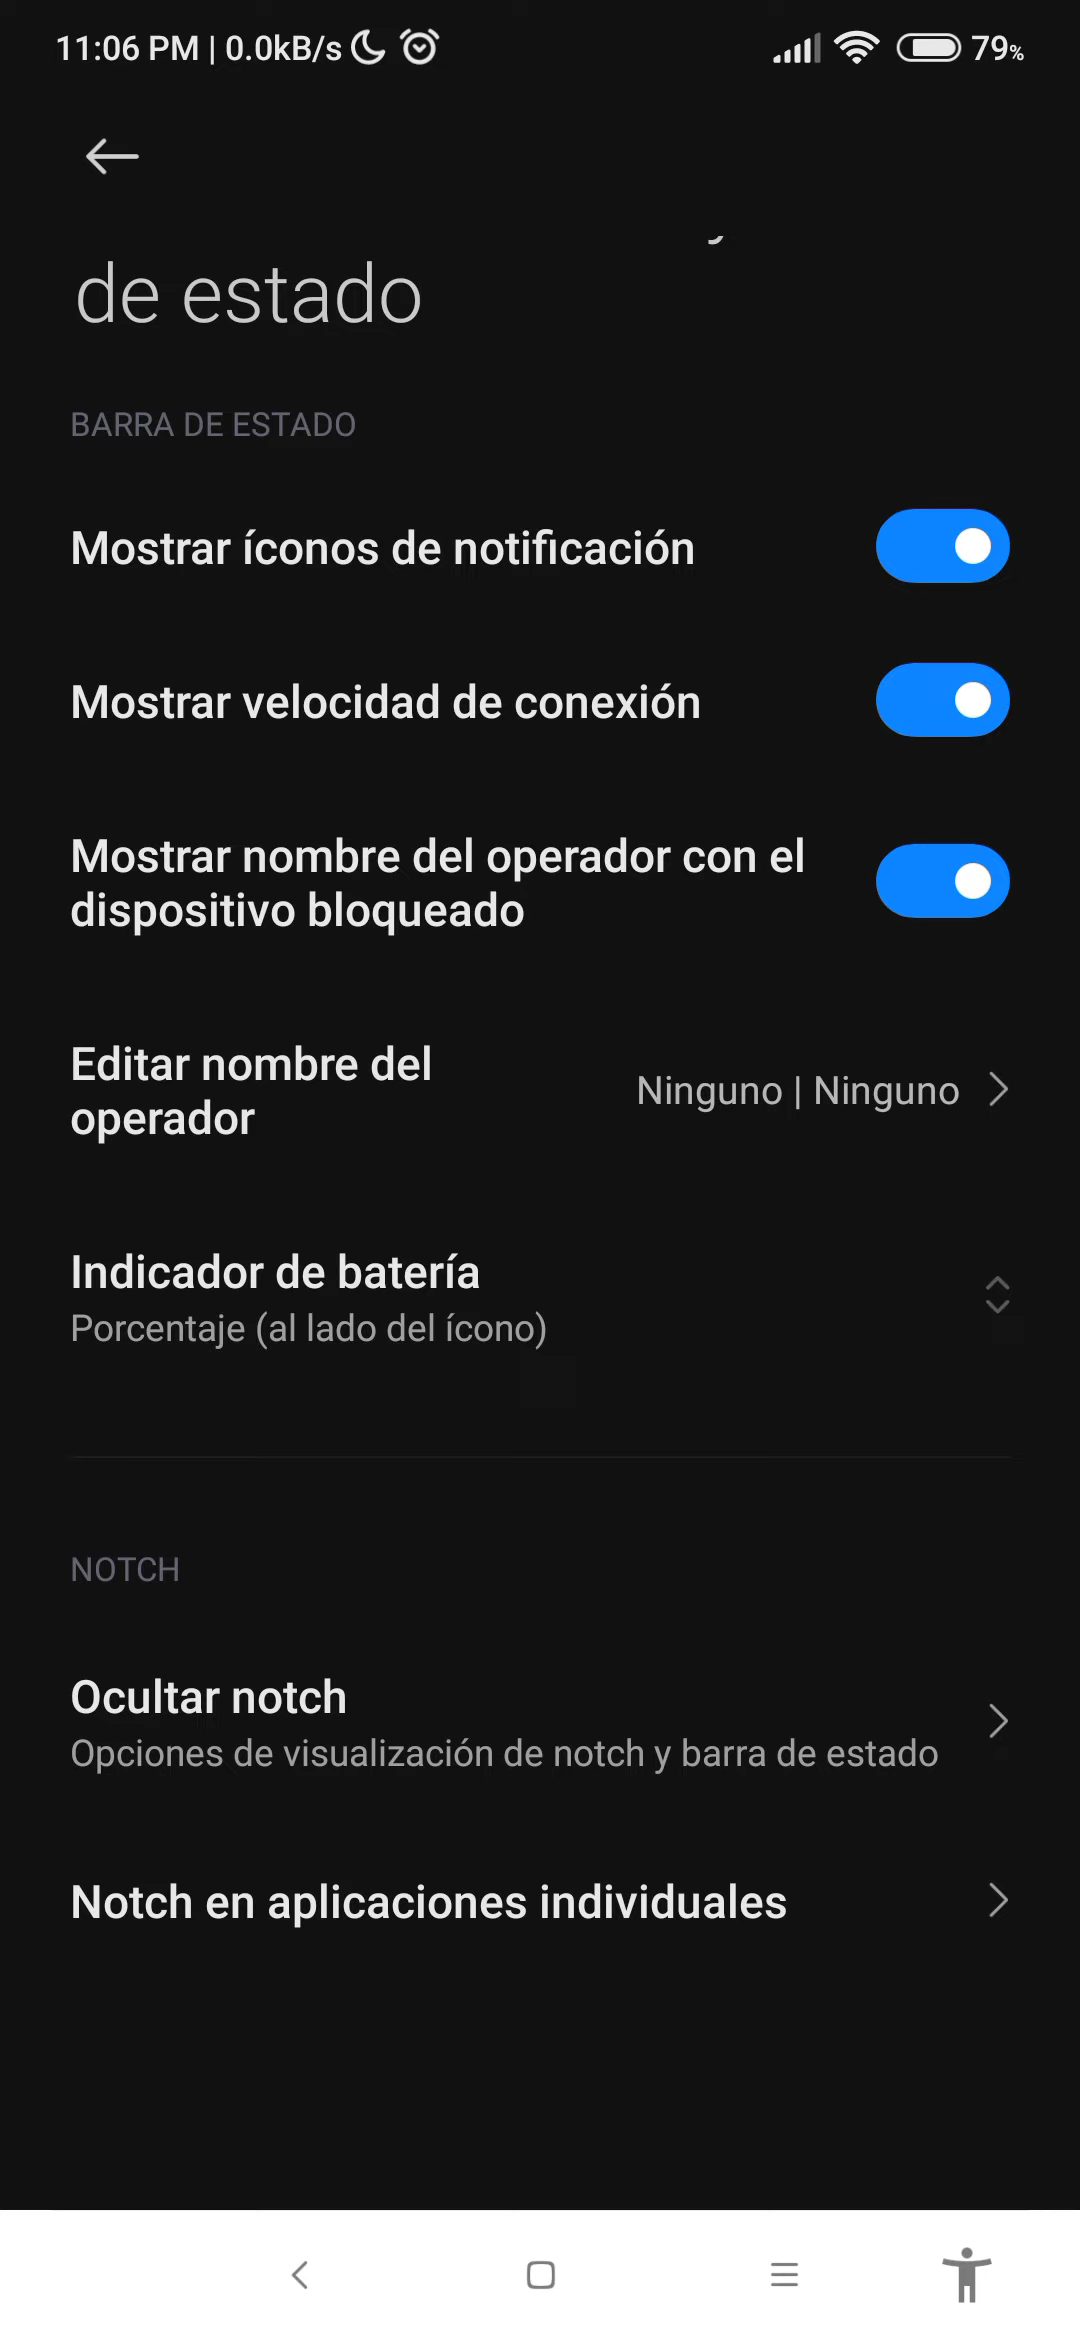 11:06 PM | 0.0kB/s 79%
de estado
BARRA DE ESTADO
Mostrar íconos de notificación
Mostrar velocidad de conexión
Mostrar nombre del operador con el
dispositivo bloqueado
Editar nombre del
operador
Ninguno | Ninguno
Indicador de batería
Porcentaje (al lado del ícono)
NOTCH
Ocultar notch
Opciones de visualización de notch y barra de estado
Notch en aplicaciones individuales